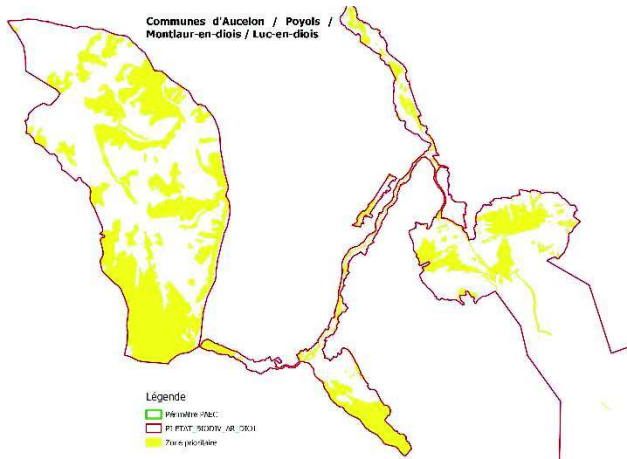 Communes d'Aucelon / Poyols /
Montlaur-en-diois / Luc-en-diois
Légende
Périmètre PAEC
Zone prioritaire